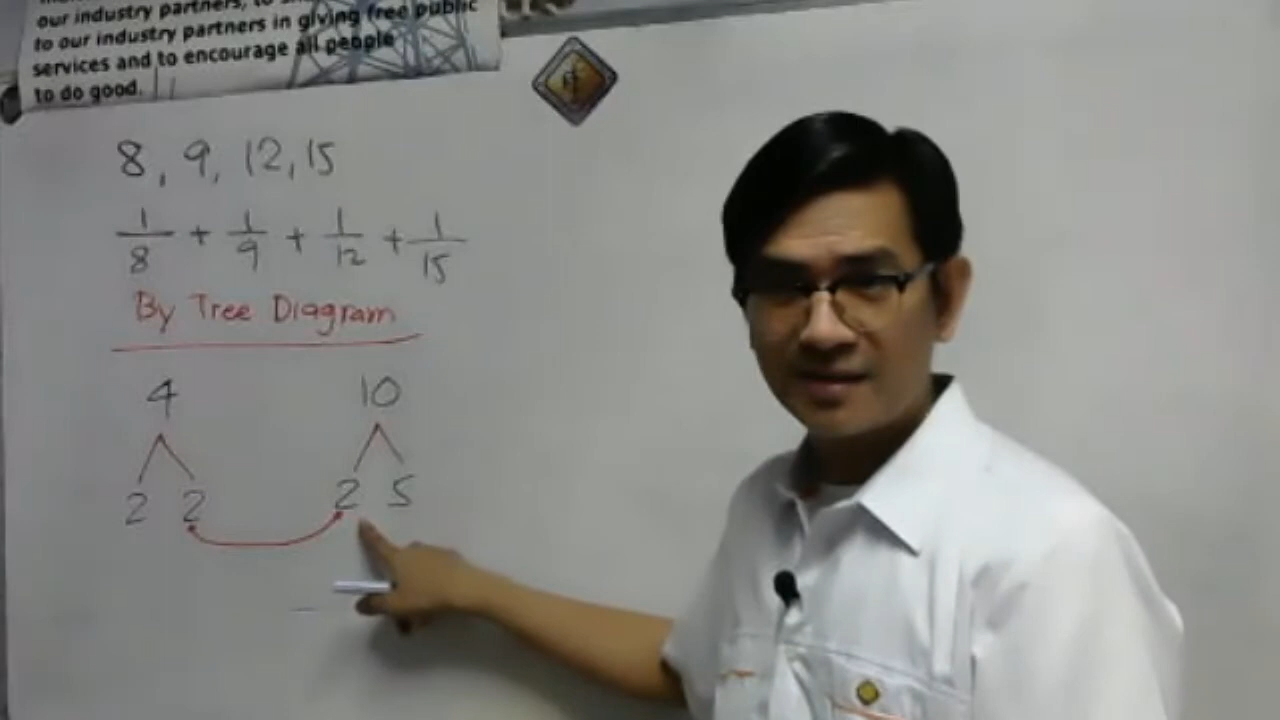 our industry partners, to
to our industry partners in giving free public
services and to encourage all people
to do good.
8, 9, 12, 15
1/8 + 1/9 + 1/12 + 1/15
By Tree Diagram
4 10
2 2 2 5